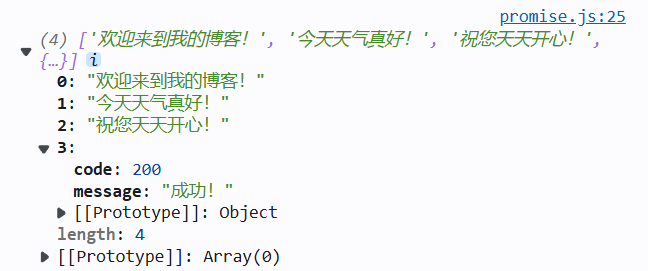 promise.js:25
(4) ['欢迎来到我的博客！', '今天天气真好！', '祝您天天开心！',
{…}] i
0: "欢迎来到我的博客！"
1: "今天天气真好！"
2: "祝您天天开心！"
3:
code: 200
message: "成功！"
[[Prototype]]: Object
length: 4
[[Prototype]]: Array(0)